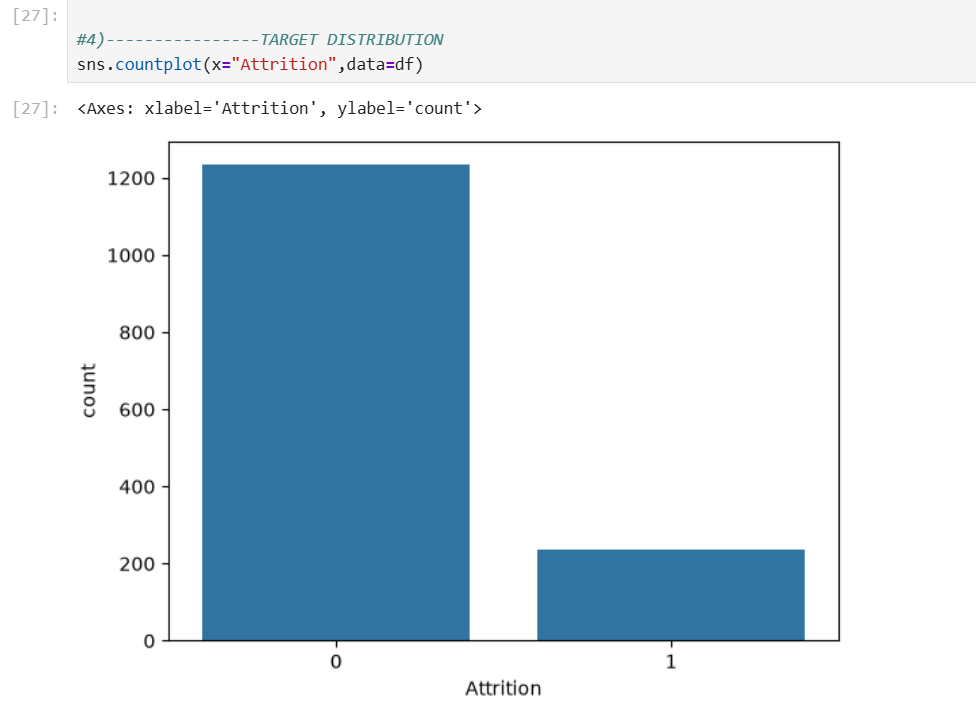 [27]:
#4)----------------TARGET DISTRIBUTION
sns.countplot(x="Attrition",data=df)
[27]: <Axes: xlabel='Attrition', ylabel='count'>
1200
1000
800
600
400
200
0
count
0 1
Attrition